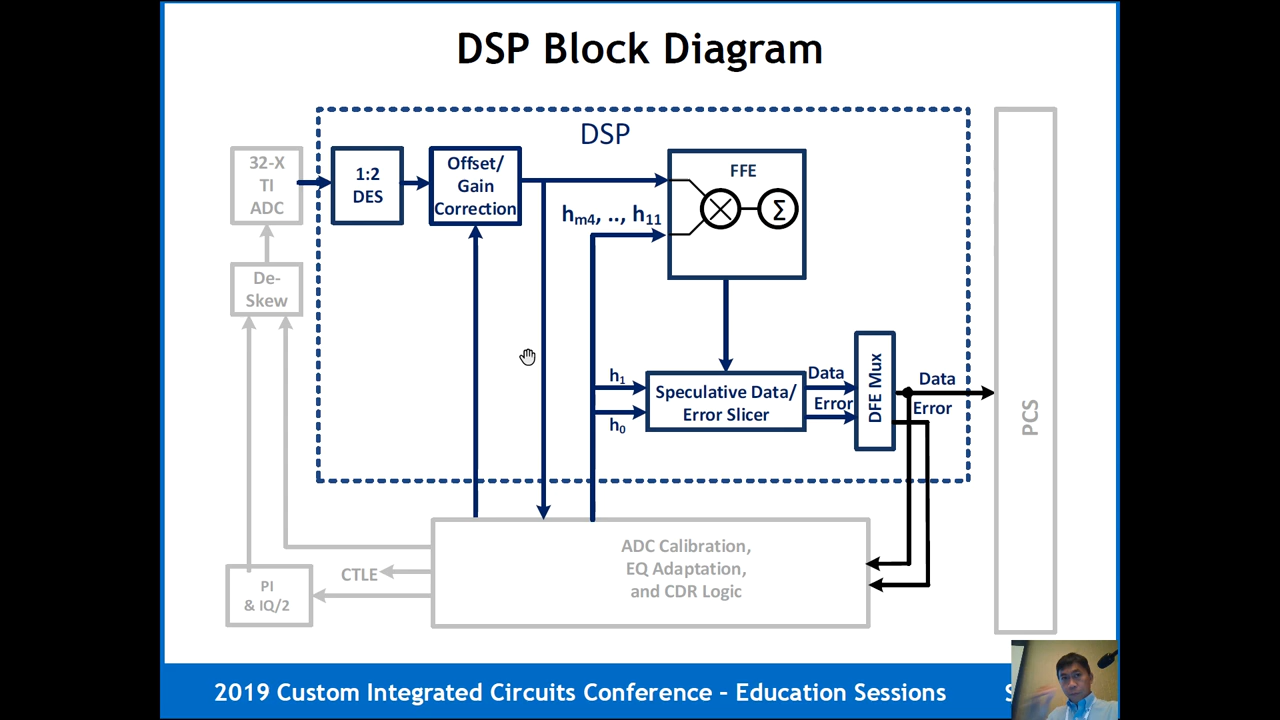 DSP Block Diagram
DSP
32-X
TI
ADC
1:2
DES
Offset/
Gain
Correction
FFE
Σ
hm4, .., h11
De-
Skew
h1
h0
Speculative Data/
Error Slicer
Data
Error
DFE Mux
Data
Error
PCS
ADC Calibration,
EQ Adaptation,
and CDR Logic
CTLE
PI
& IQ/2
2019 Custom Integrated Circuits Conference - Education Sessions